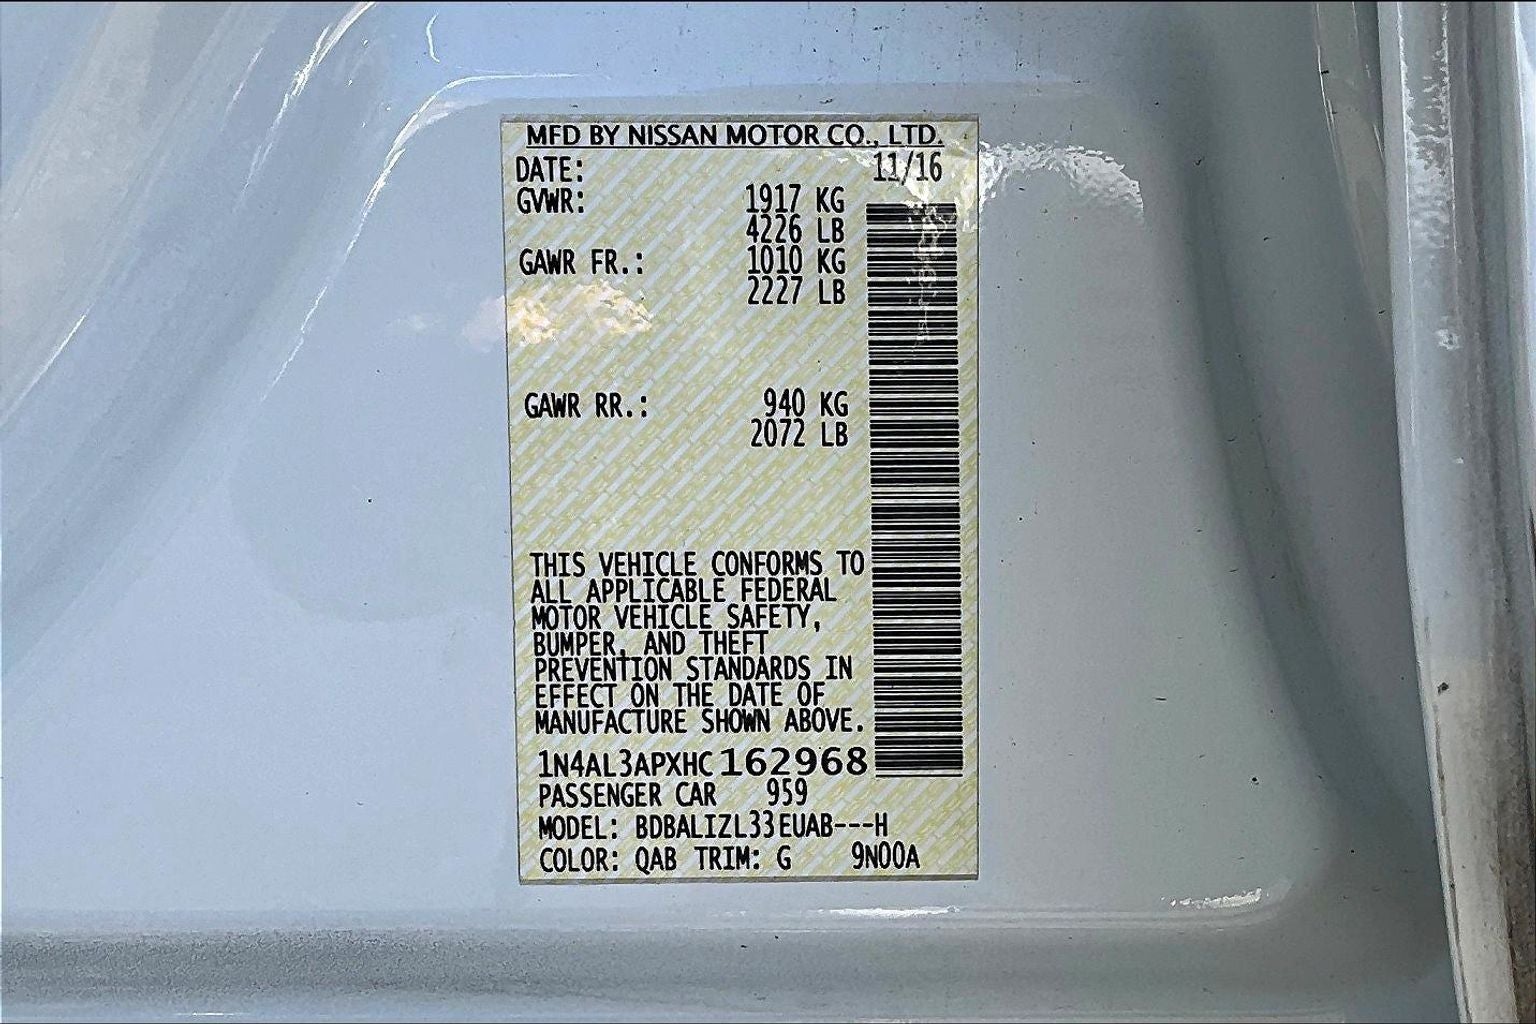 MFD BY NISSAN MOTOR CO., LTD.
DATE: 11/16
GVWR: 1917 KG
4226 LB
GAWR FR.: 1010 KG
2227 LB
GAWR RR.: 940 KG
2072 LB
THIS VEHICLE CONFORMS TO
ALL APPLICABLE FEDERAL
MOTOR VEHICLE SAFETY,
BUMPER, AND THEFT
PREVENTION STANDARDS IN
EFFECT ON THE DATE OF
MANUFACTURE SHOWN ABOVE.
1N4AL3APXHC162968
PASSENGER CAR 959
MODEL: BDBALIZL33EUAB---H
COLOR: QAB TRIM: G 9N00A